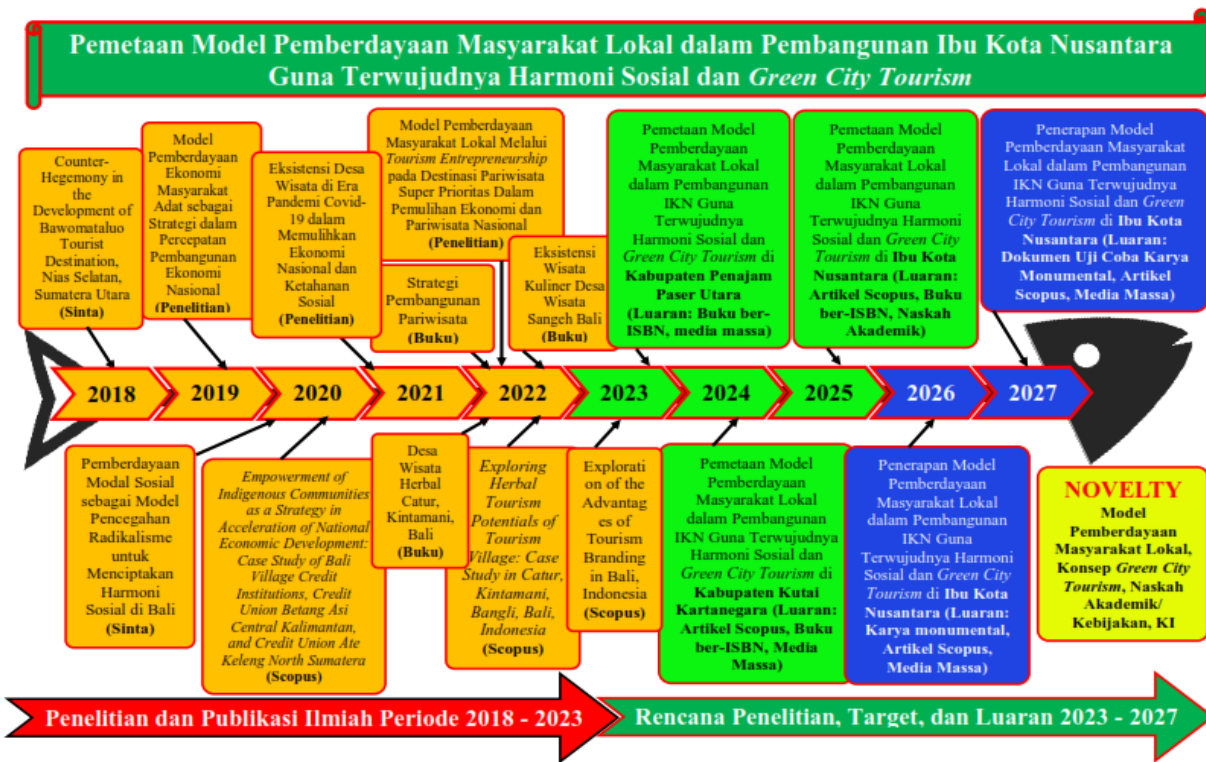 Pemetaan Model Pemberdayaan Masyarakat Lokal dalam Pembangunan Ibu Kota Nusantara
Guna Terwujudnya Harmoni Sosial dan Green City Tourism
Counter-
Hegemony in
the
Development of
Bawomataluo
Tourist
Destination,
Nias Selatan,
Sumatera Utara
(Sinta)
Model
Pemberdayaan
Ekonomi
Masyarakat
Adat sebagai
Strategi dalam
Percepatan
Pembangunan
Ekonomi
Nasional
(Penelitian)
Eksistensi Desa
Wisata di Era
Pandemi Covid-
19 dalam
Memulihkan
Ekonomi
Nasional dan
Ketahanan
Sosial
(Penelitian)
Model Pemberdayaan
Masyarakat Lokal Melalui
Tourism Entrepreneurship
pada Destinasi Pariwisata
Super Prioritas Dalam
Pemulihan Ekonomi dan
Pariwisata Nasional
(Penelitian)
Strategi
Pembangunan
Pariwisata
(Buku)
Eksistensi
Wisata
Kuliner Desa
Wisata
Sangeh Bali
(Buku)
Pemetaan Model
Pemberdayaan
Masyarakat Lokal
dalam Pembangunan
IKN Guna
Terwujudnya
Harmoni Sosial dan
Green City Tourism di
Kabupaten Penajam
Paser Utara
(Luaran: Buku ber-
ISBN, media massa)
Pemetaan Model
Pemberdayaan
Masyarakat Lokal
dalam Pembangunan
IKN Guna
Terwujudnya Harmoni
Sosial dan Green City
Tourism di Ibu Kota
Nusantara (Luaran:
Artikel Scopus, Buku
ber-ISBN, Naskah
Akademik)
Penerapan Model
Pemberdayaan Masyarakat
Lokal dalam Pembangunan
IKN Guna Terwujudnya
Harmoni Sosial dan Green
City Tourism di Ibu Kota
Nusantara (Luaran:
Dokumen Uji Coba Karya
Monumental, Artikel
Scopus, Media Massa)
2018
2019
2020
2021
2022
2023
2024
2025
2026
2027
Pemberdayaan
Modal Sosial
sebagai Model
Pencegahan
Radikalisme
untuk
Menciptakan
Harmoni
Sosial di Bali
(Sinta)
Empowerment of
Indigenous Communities
as a Strategy in
Acceleration of National
Economic Development:
Case Study of Bali
Village Credit
Institutions, Credit
Union Betang Asi
Central Kalimantan,
and Credit Union Ate
Keleng North Sumatera
(Scopus)
Desa
Wisata
Herbal
Catur,
Kintamani,
Bali
(Buku)
Exploring
Herbal
Tourism
Potentials of
Tourism
Village: Case
Study in Catur,
Kintamani,
Bangli, Bali,
Indonesia
(Scopus)
Explorati
on of the
Advantag
es of
Tourism
Branding
in Bali,
Indonesia
(Scopus)
Pemetaan Model
Pemberdayaan
Masyarakat Lokal
dalam Pembangunan
IKN Guna Terwujudnya
Harmoni Sosial dan
Green City Tourism di
Kabupaten Kutai
Kartanegara (Luaran:
Artikel Scopus, Buku
ber-ISBN, Media
Massa)
Penerapan Model
Pemberdayaan
Masyarakat Lokal
dalam Pembangunan
IKN Guna
Terwujudnya Harmoni
Sosial dan Green City
Tourism di Ibu Kota
Nusantara (Luaran:
Karya monumental,
Artikel Scopus,
Media Massa)
NOVELTY
Model
Pemberdayaan
Masyarakat Lokal,
Konsep Green City
Tourism, Naskah
Akademik/
Kebijakan, KI
Penelitian dan Publikasi Ilmiah Periode 2018 - 2023
Rencana Penelitian, Target, dan Luaran 2023 - 2027